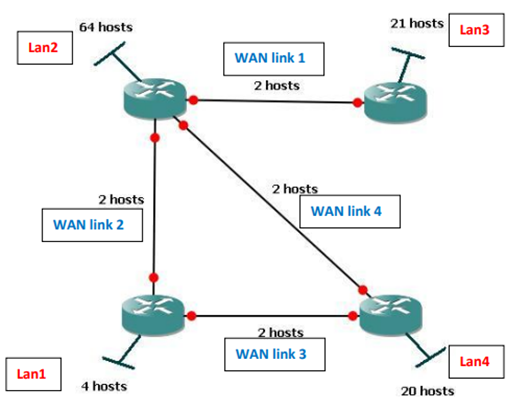 64 hosts
Lan2
21 hosts
Lan3
WAN link 1
2 hosts
2 hosts
WAN link 2
2 hosts
WAN link 4
2 hosts
WAN link 3
Lan1
4 hosts
Lan4
20 hosts